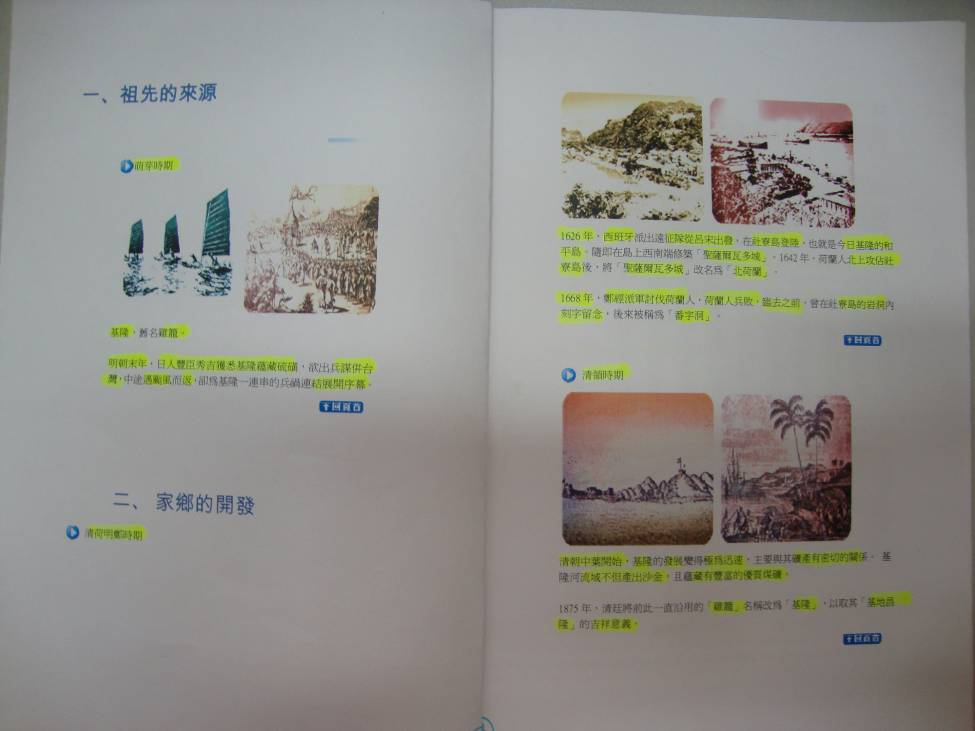 一、祖先的來源
萌芽時期
基隆，舊名雞籠。
明朝末年，日人豐臣秀吉獲悉基隆蘊藏硫磺，欲出兵謀併台
灣，中途遇颱風而返，卻為基隆一連串的兵禍連結展開序幕。
回頁首
二、 家鄉的開發
清荷明鄭時期
1626 年，西班牙派出遠征隊從呂宋出發，在社寮島登陸，也就是今日基隆的和
平島。隨即在島上西南端修築「聖薩爾瓦多城」。1642 年，荷蘭人北上攻佔社
寮島後，將「聖薩爾瓦多城」改名為「北荷蘭」。
1668 年，鄭經派軍討伐荷蘭人，荷蘭人兵敗，臨去之前，曾在社寮島的岩洞內
刻字留念，後來被稱為「番字洞」。
回頁首
清領時期
清朝中葉開始，基隆的發展變得極為迅速，主要與其礦產有密切的關係。 基
隆河流域不但產出沙金，且蘊藏有豐富的優質煤礦。
1875 年，清廷將前此一直沿用的「雞籠」名稱改為「基隆」，以取其「基地昌
隆」的吉祥意義。
回頁首